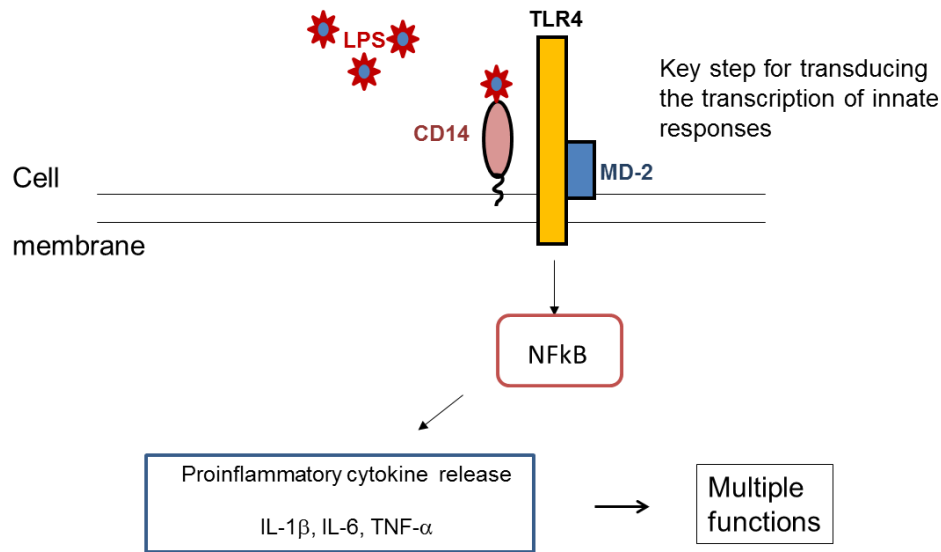 TLR4
LPS
Key step for transducing
the transcription of innate
responses
CD14
MD-2
Cell
membrane
NFkB
Proinflammatory cytokine release
IL-1β, IL-6, TNF-α
Multiple
functions